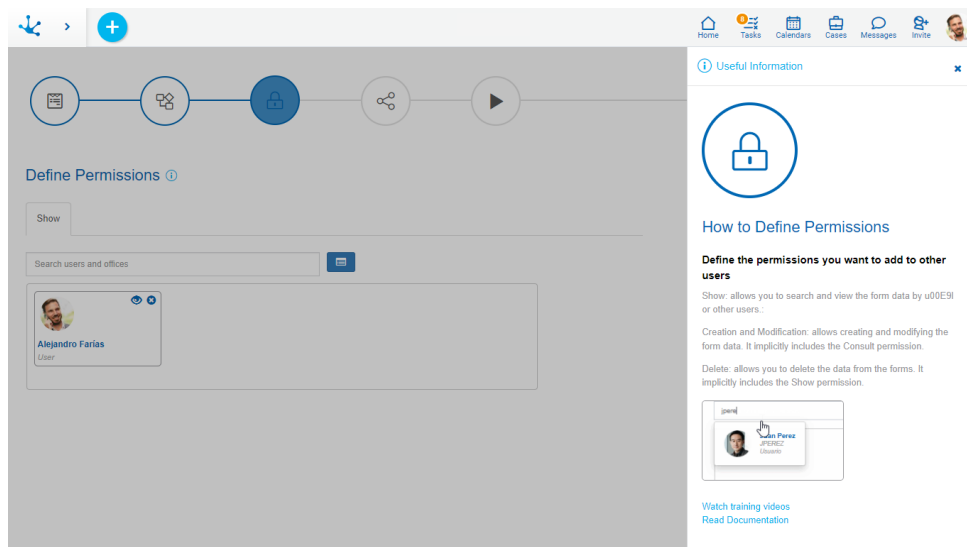 Home
8
Tasks
Calendars
Cases
Messages
Invite
Useful Information
Define Permissions
Show
Search users and offices
Alejandro Farías
User
How to Define Permissions
Define the permissions you want to add to other
users
Show: allows you to search and view the form data by u00E9l
or other users.:
Creation and Modification: allows creating and modifying the
form data. It implicitly includes the Consult permission.
Delete: allows you to delete the data from the forms. It
implicitly includes the Show permission.
jpere
Juan Perez
JPEREZ
Usuario
Watch training videos
Read Documentation